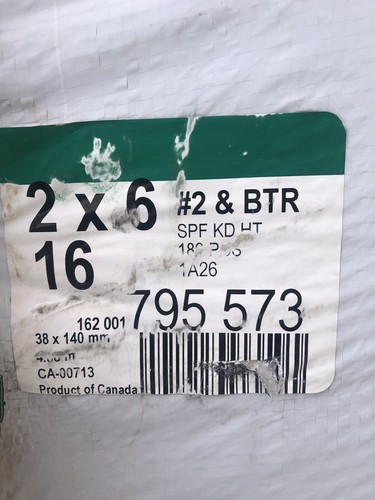 2 x 6
16
#2 & BTR
SPF KD HT
1A26
162 001
795 573
38 x 140 mm
CA-00713
Product of Canada